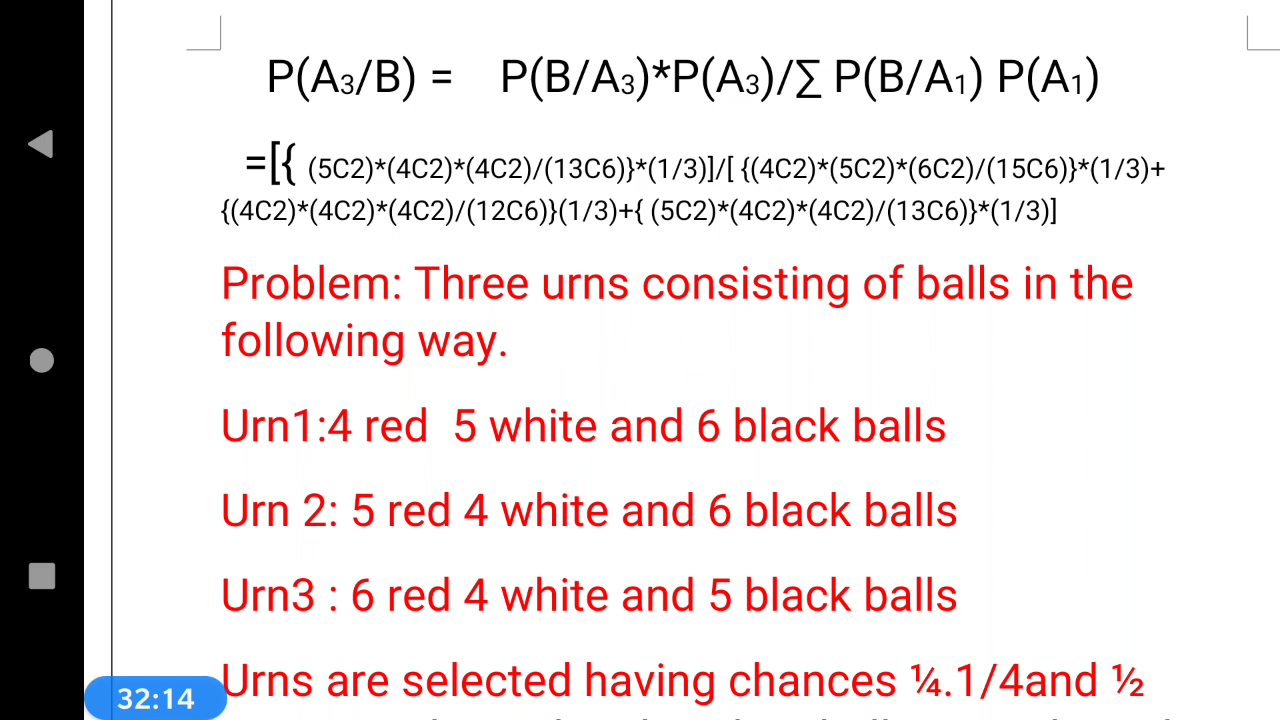 P(A3/B) = P(B/A3)*P(A3)/∑ P(B/A1) P(A1)
=[{ (5C2)*(4C2)*(4C2)/(13C6)}*(1/3)]/[ {(4C2)*(5C2)*(6C2)/(15C6)}*(1/3)+
{(4C2)*(4C2)*(4C2)/(12C6)}(1/3)+{ (5C2)*(4C2)*(4C2)/(13C6)}*(1/3)]
Problem: Three urns consisting of balls in the
following way.
Urn1:4 red 5 white and 6 black balls
Urn 2: 5 red 4 white and 6 black balls
Urn3 : 6 red 4 white and 5 black balls
Urns are selected having chances ¼.1/4and ½
32:14